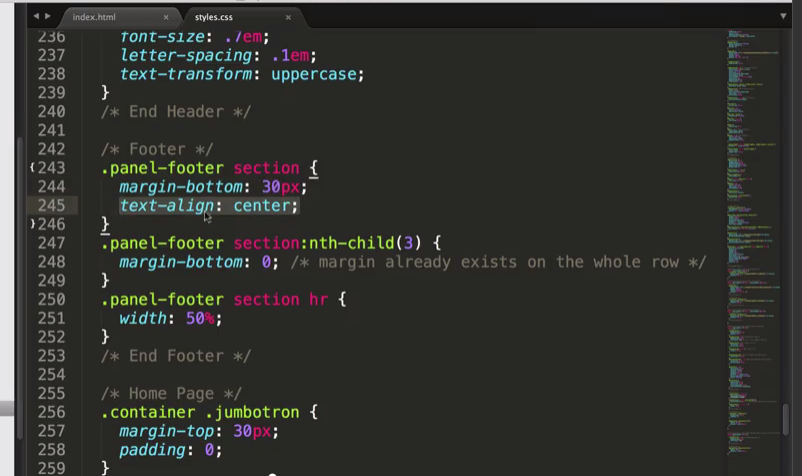 index.html × styles.css ×
236 font-size: .7em;
237 letter-spacing: .1em;
238 text-transform: uppercase;
239 }
240 /* End Header */
241
242 /* Footer */
243 .panel-footer section {
244 margin-bottom: 30px;
245 text-align: center;
246 }
247 .panel-footer section:nth-child(3) {
248 margin-bottom: 0; /* margin already exists on the whole row */
249 }
250 .panel-footer section hr {
251 width: 50%;
252 }
253 /* End Footer */
254
255 /* Home Page */
256 .container .jumbotron {
257 margin-top: 30px;
258 padding: 0;
259 }